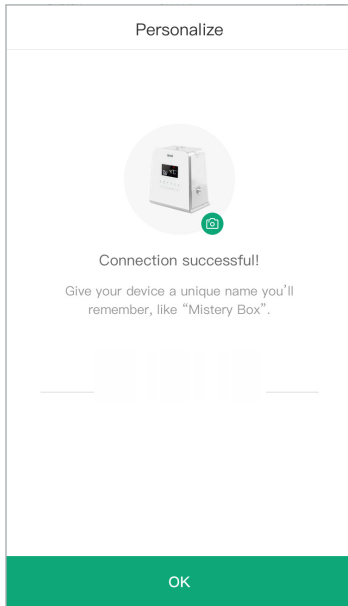 Personalize
Connection successful!
Give your device a unique name you'll
remember, like “Mistery Box”.
OK